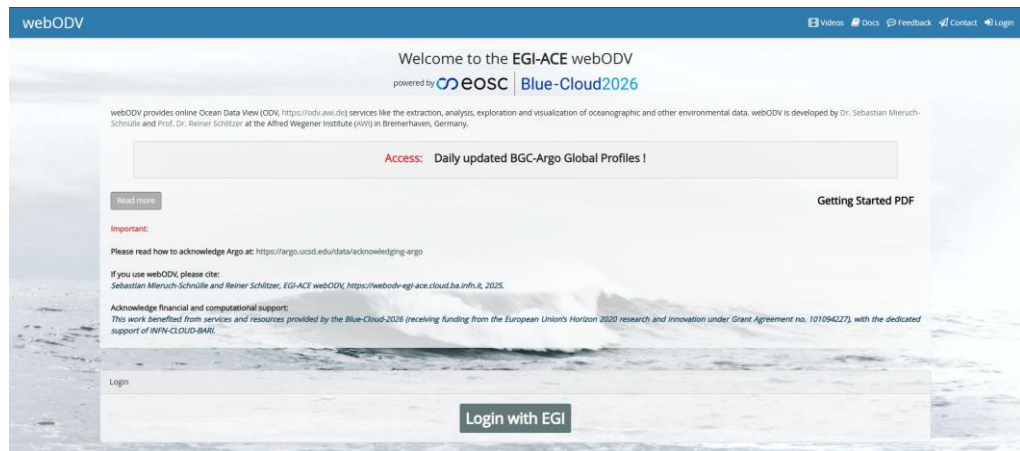 webODV
Videos Docs Feedback Contact Login
Welcome to the EGI-ACE webODV
powered by eosc Blue-Cloud2026
webODV provides online Ocean Data View (ODV, https://odv.awi.de) services like the extraction, analysis, exploration and visualization of oceanographic and other environmental data. webODV is developed by Dr. Sebastian Mieruch-
Schnülle and Prof. Dr. Reiner Schlitzer at the Alfred Wegener Institute (AWI) in Bremerhaven, Germany.
Access: Daily updated BGC-Argo Global Profiles !
Read more
Getting Started PDF
Important:
Please read how to acknowledge Argo at: https://argo.ucsd.edu/data/acknowledging-argo
If you use webODV, please cite:
Sebastian Mieruch-Schnülle and Reiner Schlitzer, EGI-ACE webODV, https://webodv-egi-ace.cloud.ba.infn.it, 2025.
Acknowledge financial and computational support:
This work benefited from services and resources provided by the Blue-Cloud-2026 (receiving funding from the European Union's Horizon 2020 research and innovation under Grant Agreement no. 101094227), with the dedicated
support of INFN-CLOUD-BARI.
Login
Login with EGI